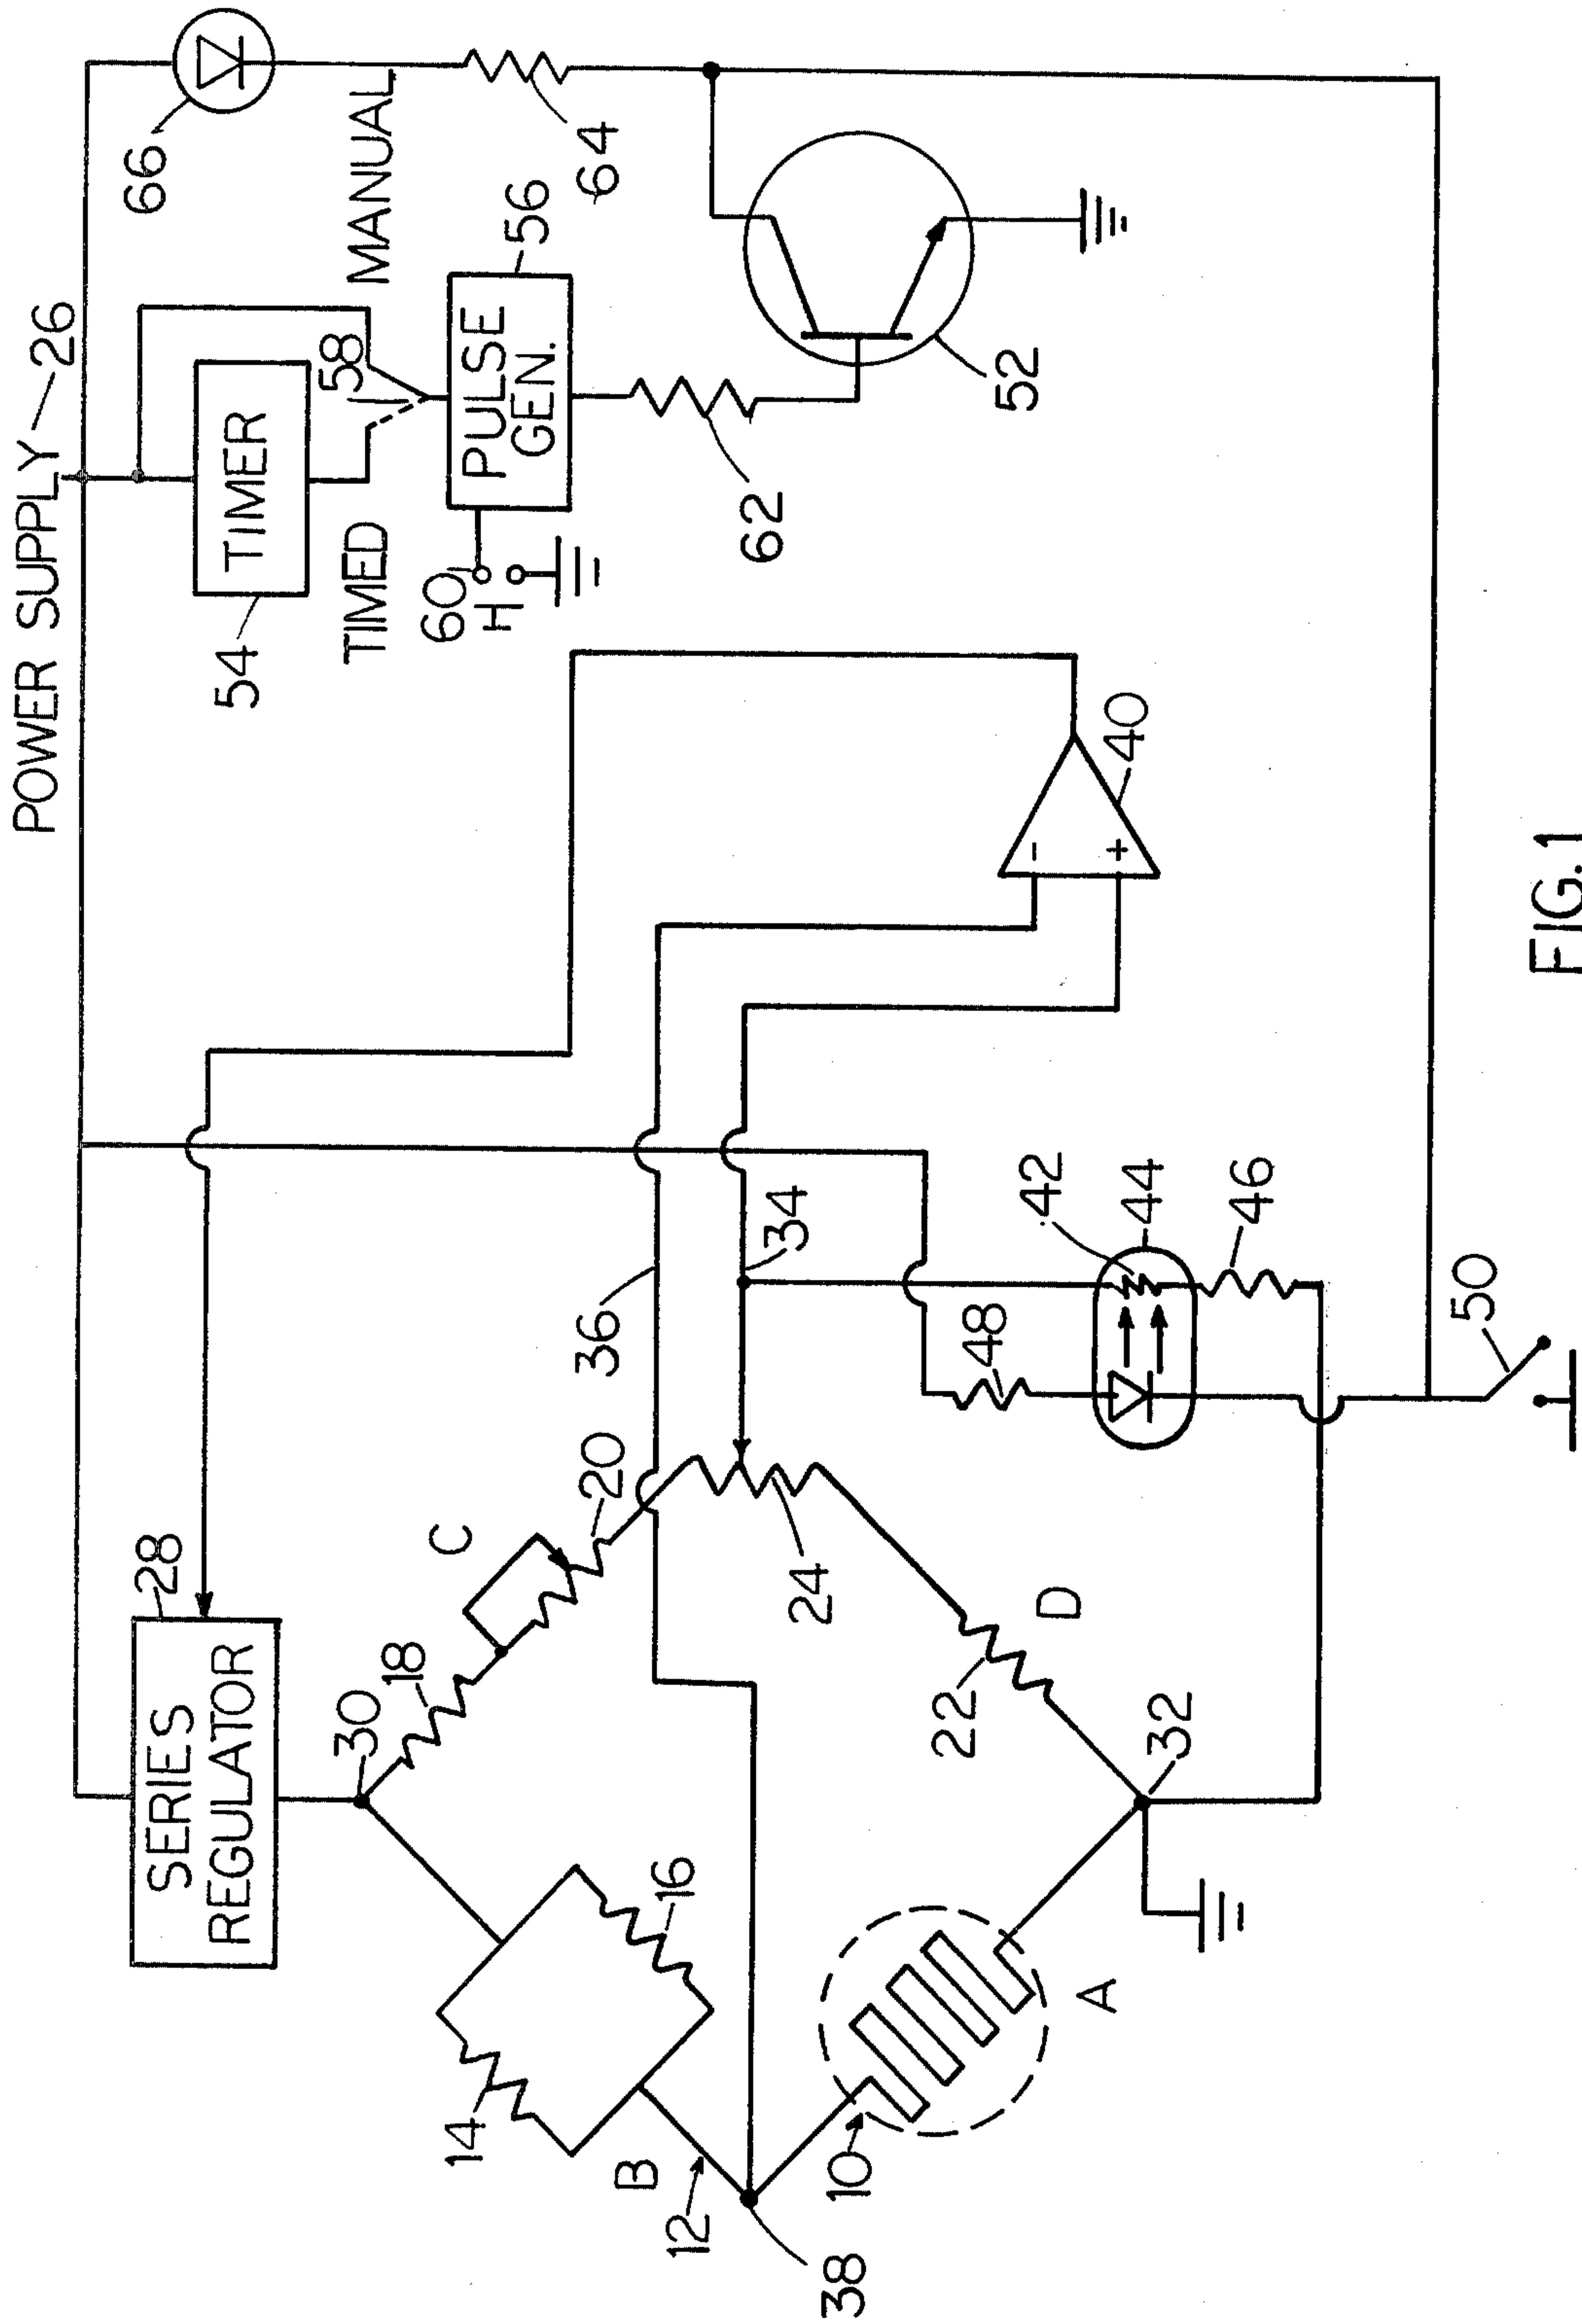 POWER SUPPLY 26
66
MANUAL
64
56
58
TIMER
54
TIMED
PULSE
GEN.
60
H
62
52
28
SERIES
REGULATOR
30
18
C
20
36
34
40
-
+
14
16
B
12
38
10
A
24
22
D
32
48
42
44
46
50
FIG. 1